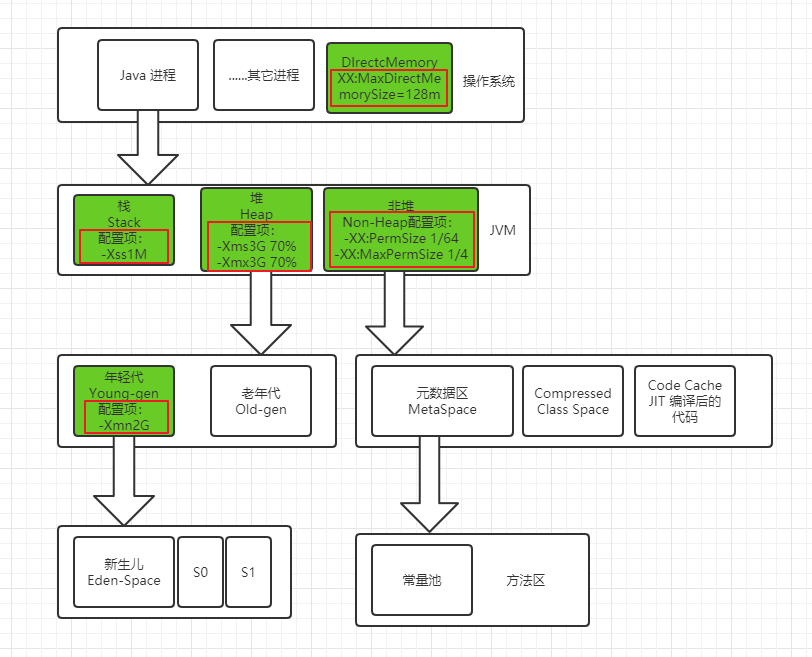 Java 进程
......其它进程
DIrectcMemory
XX:MaxDirectMe
morySize=128m
操作系统
栈
Stack
配置项：
-Xss1M
堆
Heap
配置项：
-Xms3G 70%
-Xmx3G 70%
非堆
Non-Heap配置项：
-XX:PermSize 1/64
-XX:MaxPermSize 1/4
JVM
年轻代
Young-gen
配置项：
-Xmn2G
老年代
Old-gen
元数据区
MetaSpace
Compressed
Class Space
Code Cache
JIT 编译后的
代码
新生儿
Eden-Space
S0
S1
常量池
方法区